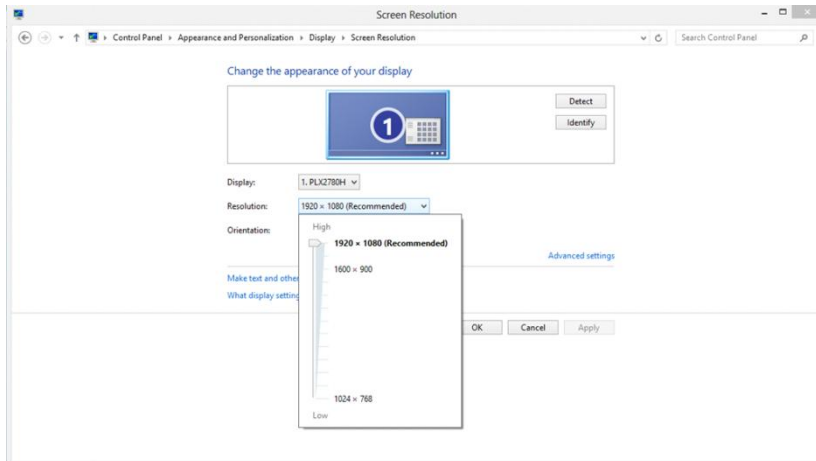 Screen Resolution
Control Panel Appearance and Personalization Display Screen Resolution Search Control Panel
Change the appearance of your display
1
Detect
Identify
Display: 1. PLX2780H
Resolution: 1920 × 1080 (Recommended)
Orientation:
High
1920 × 1080 (Recommended)
Advanced settings
1600 × 900
Make text and other
What display setting
OK Cancel Apply
1024 × 768
Low